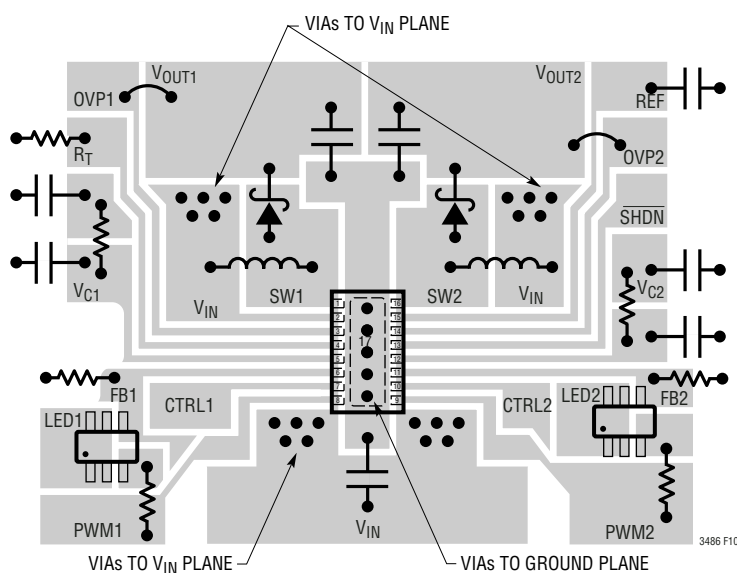 VIAs TO VIN PLANE
VOUT1
VOUT2
OVP1
REF
RT
OVP2
SHDN
VC1
VIN
SW1
SW2
VIN
VC2
1
2
3
4
5
6
7
8
17
16
15
14
13
12
11
10
9
FB1
CTRL1
CTRL2
LED2
FB2
LED1
PWM1
VIN
PWM2
3486 F10
VIAs TO VIN PLANE
VIAs TO GROUND PLANE